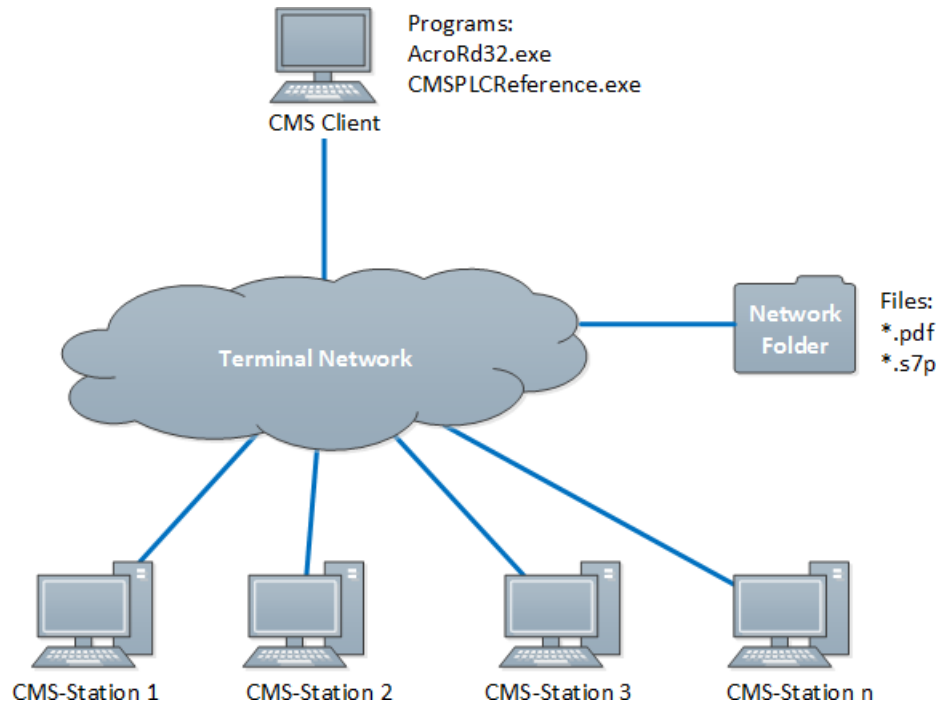 Programs:
AcroRd32.exe
CMSPLCReference.exe
CMS Client
Network
Folder
Files:
*.pdf
*.s7p
Terminal Network
CMS-Station 1
CMS-Station 2
CMS-Station 3
CMS-Station n